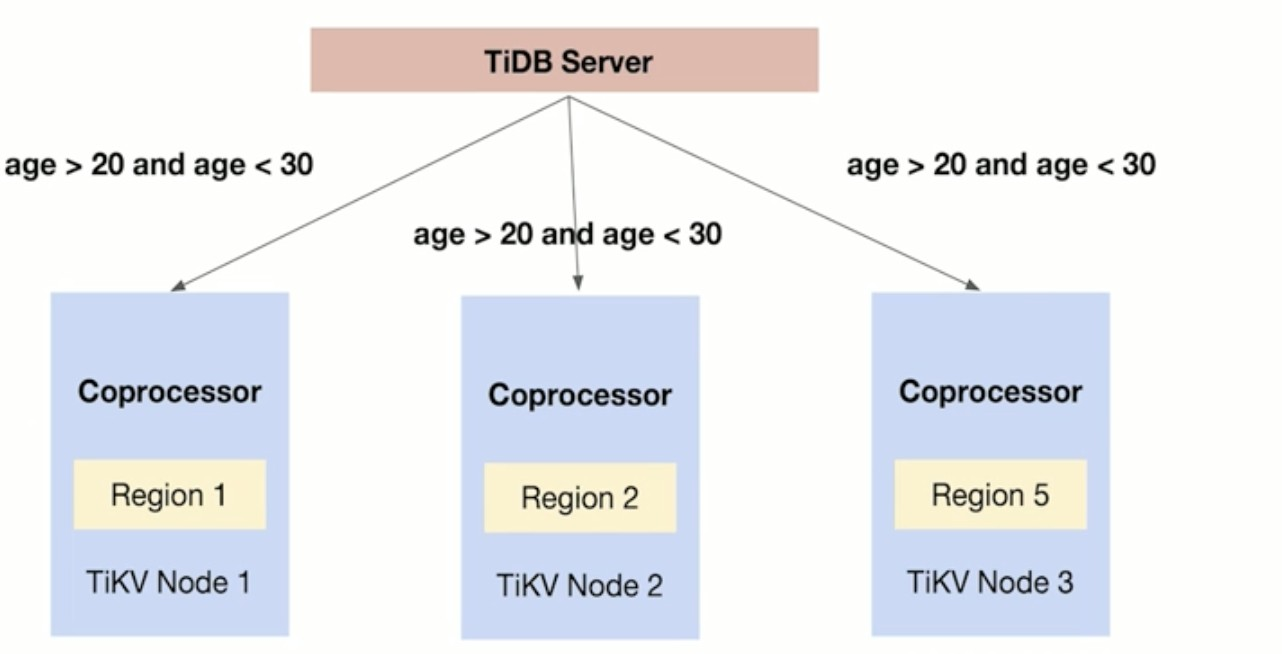 TiDB Server
age > 20 and age < 30
age > 20 and age < 30
age > 20 and age < 30
Coprocessor
Region 1
TiKV Node 1
Coprocessor
Region 2
TiKV Node 2
Coprocessor
Region 5
TiKV Node 3